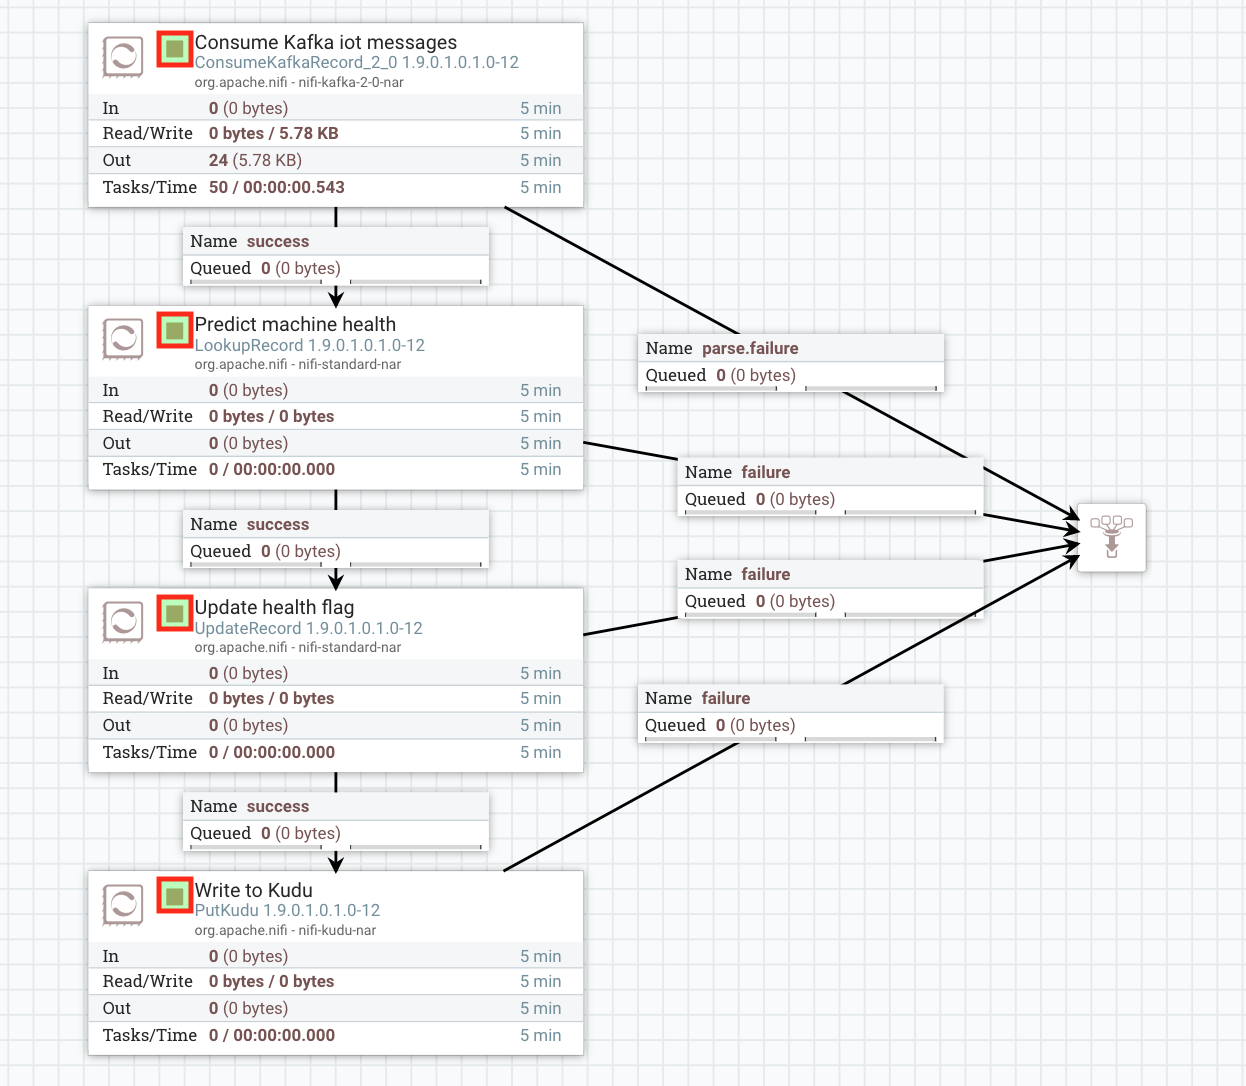 Consume Kafka iot messages
ConsumeKafkaRecord_2_0 1.9.0.1.0.1.0-12
org.apache.nifi - nifi-kafka-2-0-nar
In 0 (0 bytes) 5 min
Read/Write 0 bytes / 5.78 KB 5 min
Out 24 (5.78 KB) 5 min
Tasks/Time 50 / 00:00:00.543 5 min
Name success
Queued 0 (0 bytes)
Predict machine health
LookupRecord 1.9.0.1.0.1.0-12
org.apache.nifi - nifi-standard-nar
In 0 (0 bytes) 5 min
Read/Write 0 bytes / 0 bytes 5 min
Out 0 (0 bytes) 5 min
Tasks/Time 0 / 00:00:00.000 5 min
Name parse.failure
Queued 0 (0 bytes)
Name failure
Queued 0 (0 bytes)
Name success
Queued 0 (0 bytes)
Update health flag
UpdateRecord 1.9.0.1.0.1.0-12
org.apache.nifi - nifi-standard-nar
In 0 (0 bytes) 5 min
Read/Write 0 bytes / 0 bytes 5 min
Out 0 (0 bytes) 5 min
Tasks/Time 0 / 00:00:00.000 5 min
Name failure
Queued 0 (0 bytes)
Name failure
Queued 0 (0 bytes)
Name success
Queued 0 (0 bytes)
Write to Kudu
PutKudu 1.9.0.1.0.1.0-12
org.apache.nifi - nifi-kudu-nar
In 0 (0 bytes) 5 min
Read/Write 0 bytes / 0 bytes 5 min
Out 0 (0 bytes) 5 min
Tasks/Time 0 / 00:00:00.000 5 min